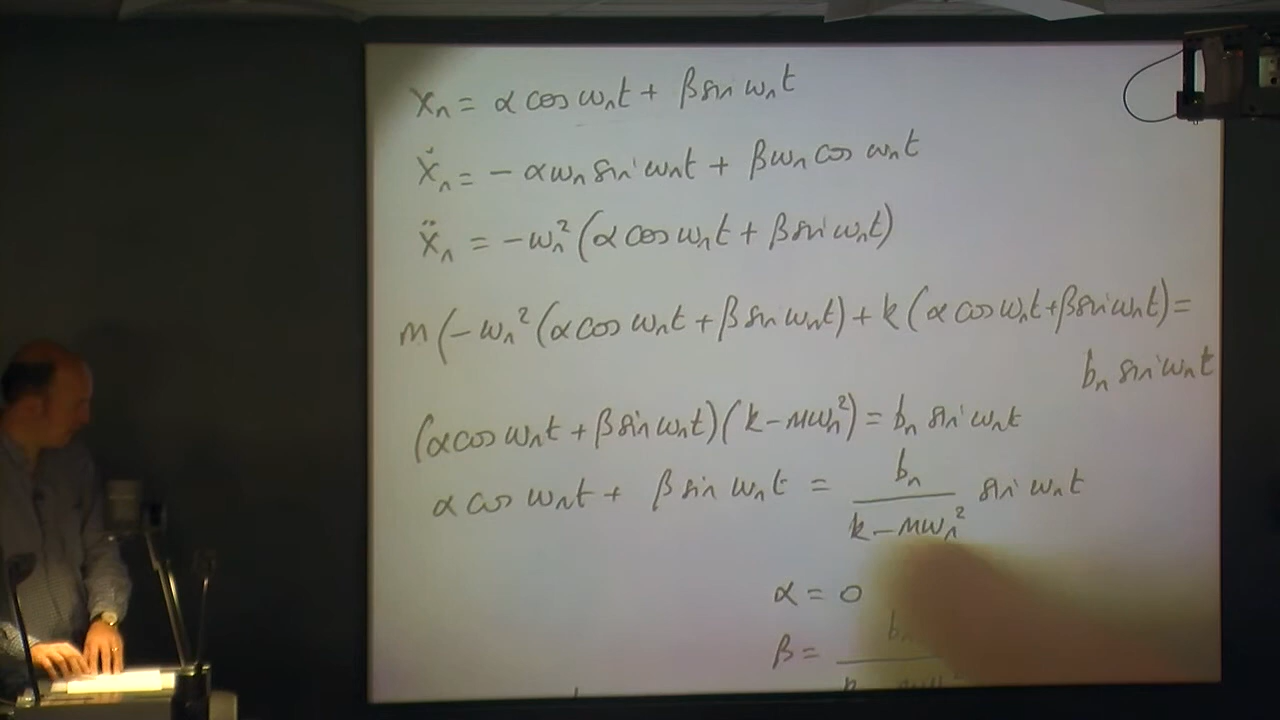 xₙ = α cos ωₙt + β sin ωₙt
ẋₙ = − αωₙ sin ωₙt + βωₙ cos ωₙt
ẍₙ = −ωₙ² (α cos ωₙt + β sin ωₙt)
m (−ωₙ² (α cos ωₙt + β sin ωₙt) + k (α cos ωₙt + β sin ωₙt) =
bₙ sin ωₙt
(α cos ωₙt + β sin ωₙt) (k − mωₙ²) = bₙ sin ωₙt
α cos ωₙt + β sin ωₙt = bₙ / (k − mωₙ²) sin ωₙt
α = 0
β =